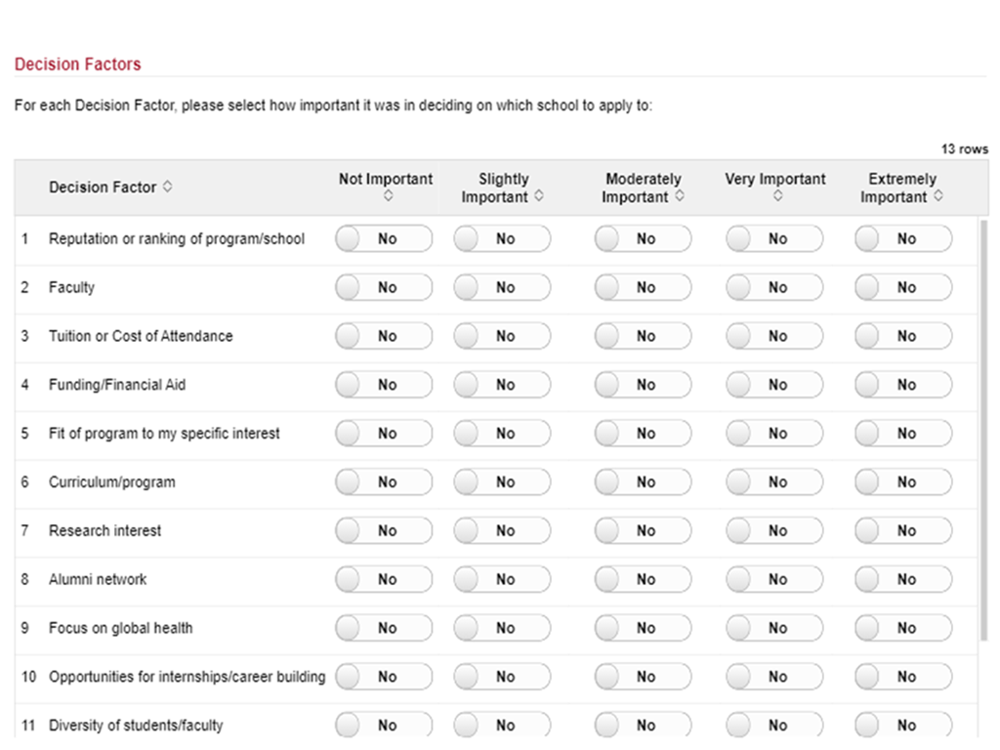 Decision Factors
For each Decision Factor, please select how important it was in deciding on which school to apply to:
13 rows
Decision Factor Not Important Slightly Important Moderately Important Very Important Extremely Important
1 Reputation or ranking of program/school No No No No No
2 Faculty No No No No No
3 Tuition or Cost of Attendance No No No No No
4 Funding/Financial Aid No No No No No
5 Fit of program to my specific interest No No No No No
6 Curriculum/program No No No No No
7 Research interest No No No No No
8 Alumni network No No No No No
9 Focus on global health No No No No No
10 Opportunities for internships/career building No No No No No
11 Diversity of students/faculty No No No No No